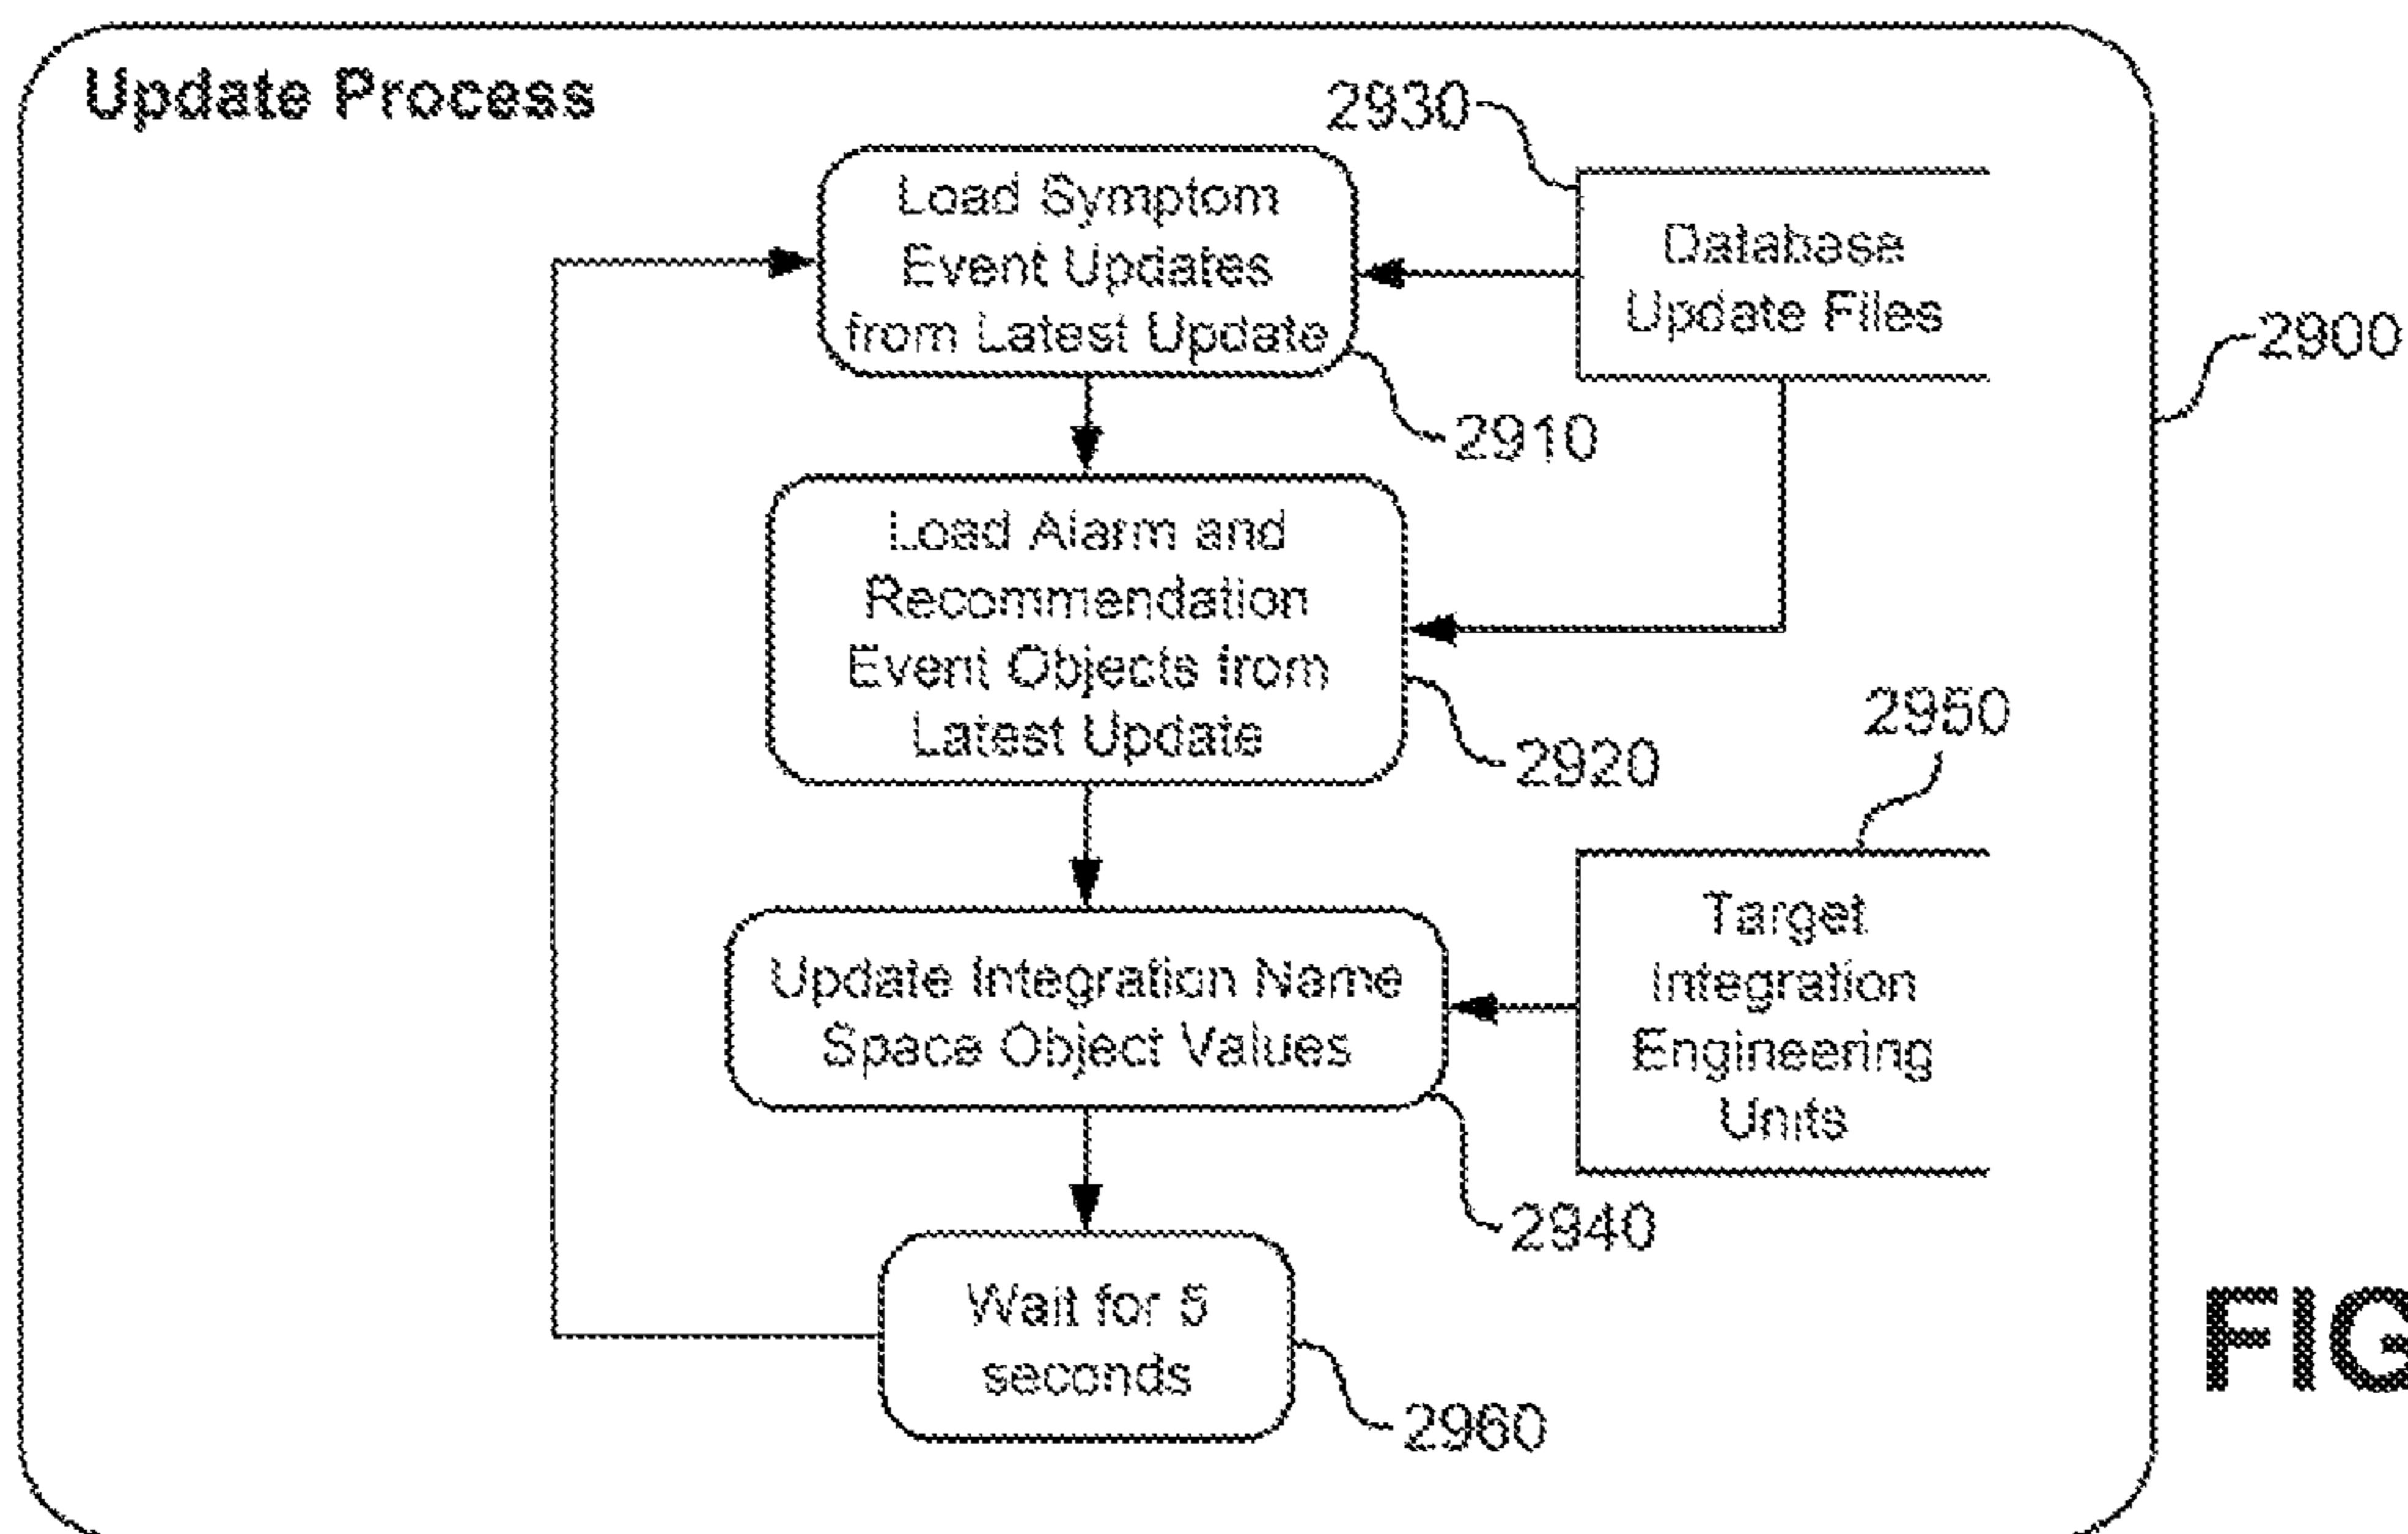 Update Process
2930
Load Symptom
Event Updates
from Latest Update
Database
Update Files
2900
2910
Load Alarm and
Recommendation
Event Objects from
Latest Update
2920
2950
Target
Integration
Engineering
Units
Update Integration Name
Space Object Values
2940
Wait for 5
seconds
2960
FIG